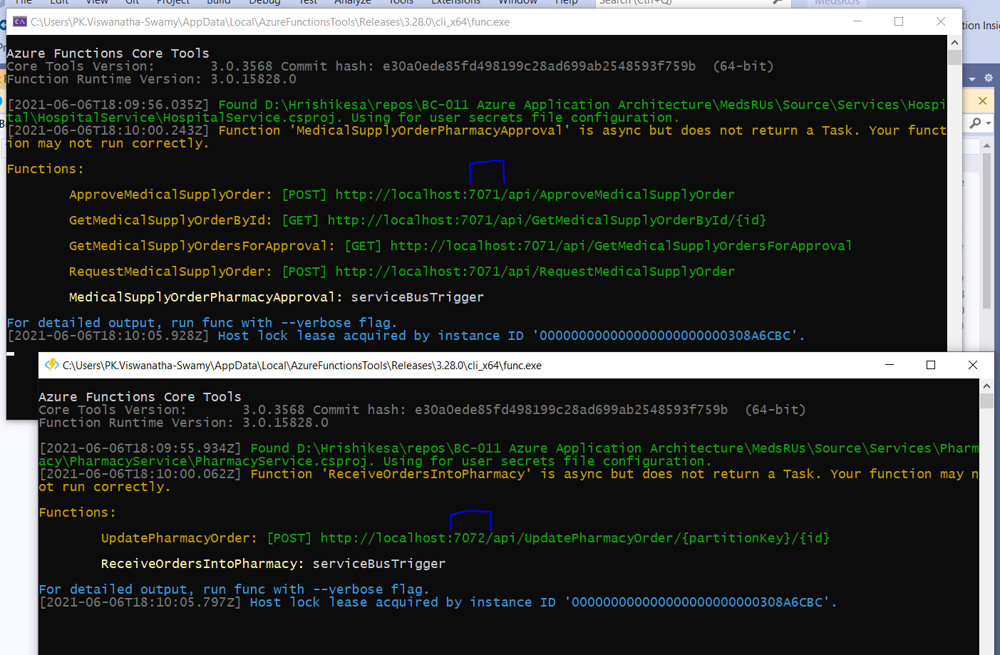 File Edit View Git Project Build Debug Test Analyze Tools Extensions Window Help Search (Ctrl+Q) MedsRUs
C:\Users\PK.Viswanatha-Swamy\AppData\Local\AzureFunctionsTools\Releases\3.28.0\cli_x64\func.exe
Azure Functions Core Tools
Core Tools Version: 3.0.3568 Commit hash: e30a0ede85fd498199c28ad699ab2548593f759b (64-bit)
Function Runtime Version: 3.0.15828.0
[2021-06-06T18:09:56.035Z] Found D:\Hrishikesa\repos\BC-011 Azure Application Architecture\MedsRUs\Source\Services\Hospi
tal\HospitalService\HospitalService.csproj. Using for user secrets file configuration.
[2021-06-06T18:10:00.243Z] Function 'MedicalSupplyOrderPharmacyApproval' is async but does not return a Task. Your funct
ion may not run correctly.
Functions:
ApproveMedicalSupplyOrder: [POST] http://localhost:7071/api/ApproveMedicalSupplyOrder
GetMedicalSupplyOrderById: [GET] http://localhost:7071/api/GetMedicalSupplyOrderById/{id}
GetMedicalSupplyOrdersForApproval: [GET] http://localhost:7071/api/GetMedicalSupplyOrdersForApproval
RequestMedicalSupplyOrder: [POST] http://localhost:7071/api/RequestMedicalSupplyOrder
MedicalSupplyOrderPharmacyApproval: serviceBusTrigger
For detailed output, run func with --verbose flag.
[2021-06-06T18:10:05.928Z] Host lock lease acquired by instance ID '000000000000000000000000308A6CBC'.
C:\Users\PK.Viswanatha-Swamy\AppData\Local\AzureFunctionsTools\Releases\3.28.0\cli_x64\func.exe
Azure Functions Core Tools
Core Tools Version: 3.0.3568 Commit hash: e30a0ede85fd498199c28ad699ab2548593f759b (64-bit)
Function Runtime Version: 3.0.15828.0
[2021-06-06T18:09:55.934Z] Found D:\Hrishikesa\repos\BC-011 Azure Application Architecture\MedsRUs\Source\Services\Pharm
acy\PharmacyService\PharmacyService.csproj. Using for user secrets file configuration.
[2021-06-06T18:10:00.062Z] Function 'ReceiveOrdersIntoPharmacy' is async but does not return a Task. Your function may n
ot run correctly.
Functions:
UpdatePharmacyOrder: [POST] http://localhost:7072/api/UpdatePharmacyOrder/{partitionKey}/{id}
ReceiveOrdersIntoPharmacy: serviceBusTrigger
For detailed output, run func with --verbose flag.
[2021-06-06T18:10:05.797Z] Host lock lease acquired by instance ID '000000000000000000000000308A6CBC'.